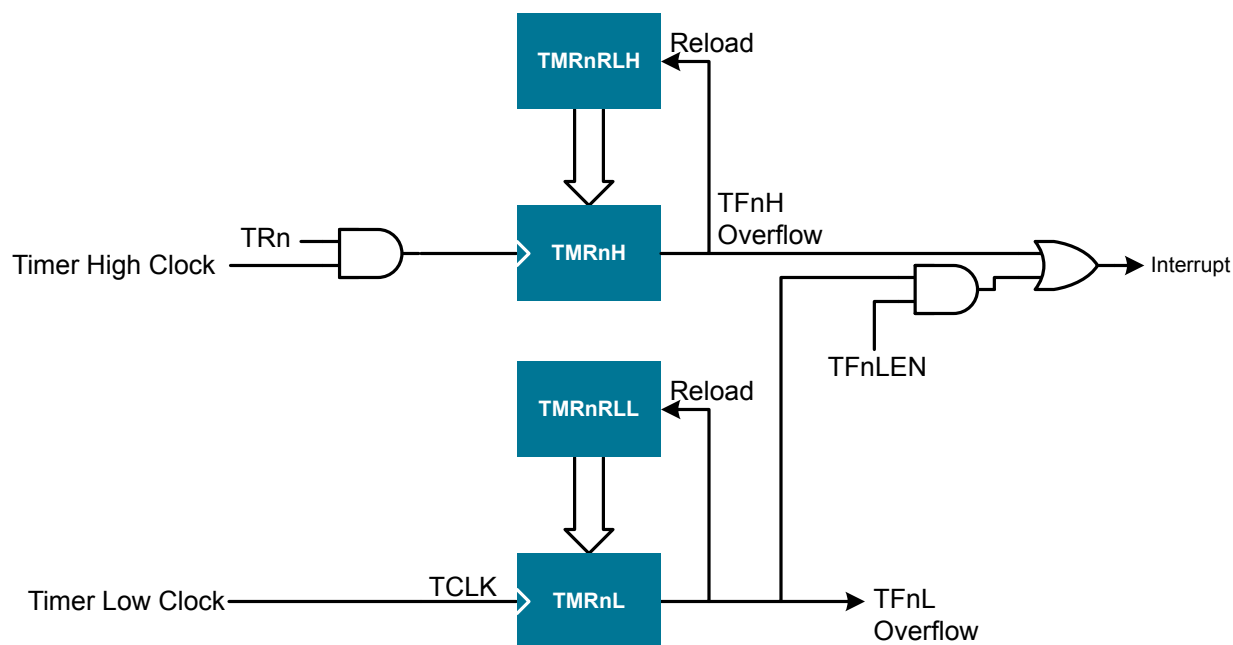 Reload
TMRnRLH
TFnH
Overflow
TRn
Timer High Clock
TMRnH
Interrupt
TFnLEN
Reload
TMRnRLL
TCLK
Timer Low Clock
TMRnL
TFnL
Overflow